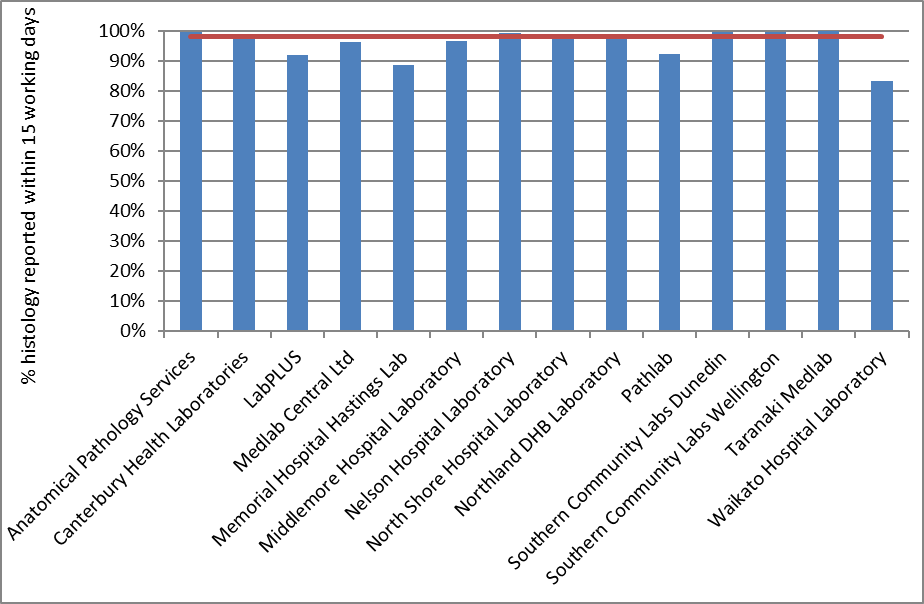 % histology reported within 15 working days
100%
90%
80%
70%
60%
50%
40%
30%
20%
10%
0%
Anatomical Pathology Services
Canterbury Health Laboratories
LabPLUS
Medlab Central Ltd
Memorial Hospital Hastings Lab
Middlemore Hospital Laboratory
Nelson Hospital Laboratory
North Shore Hospital Laboratory
Northland DHB Laboratory
Pathlab
Southern Community Labs Dunedin
Southern Community Labs Wellington
Taranaki Medlab
Waikato Hospital Laboratory